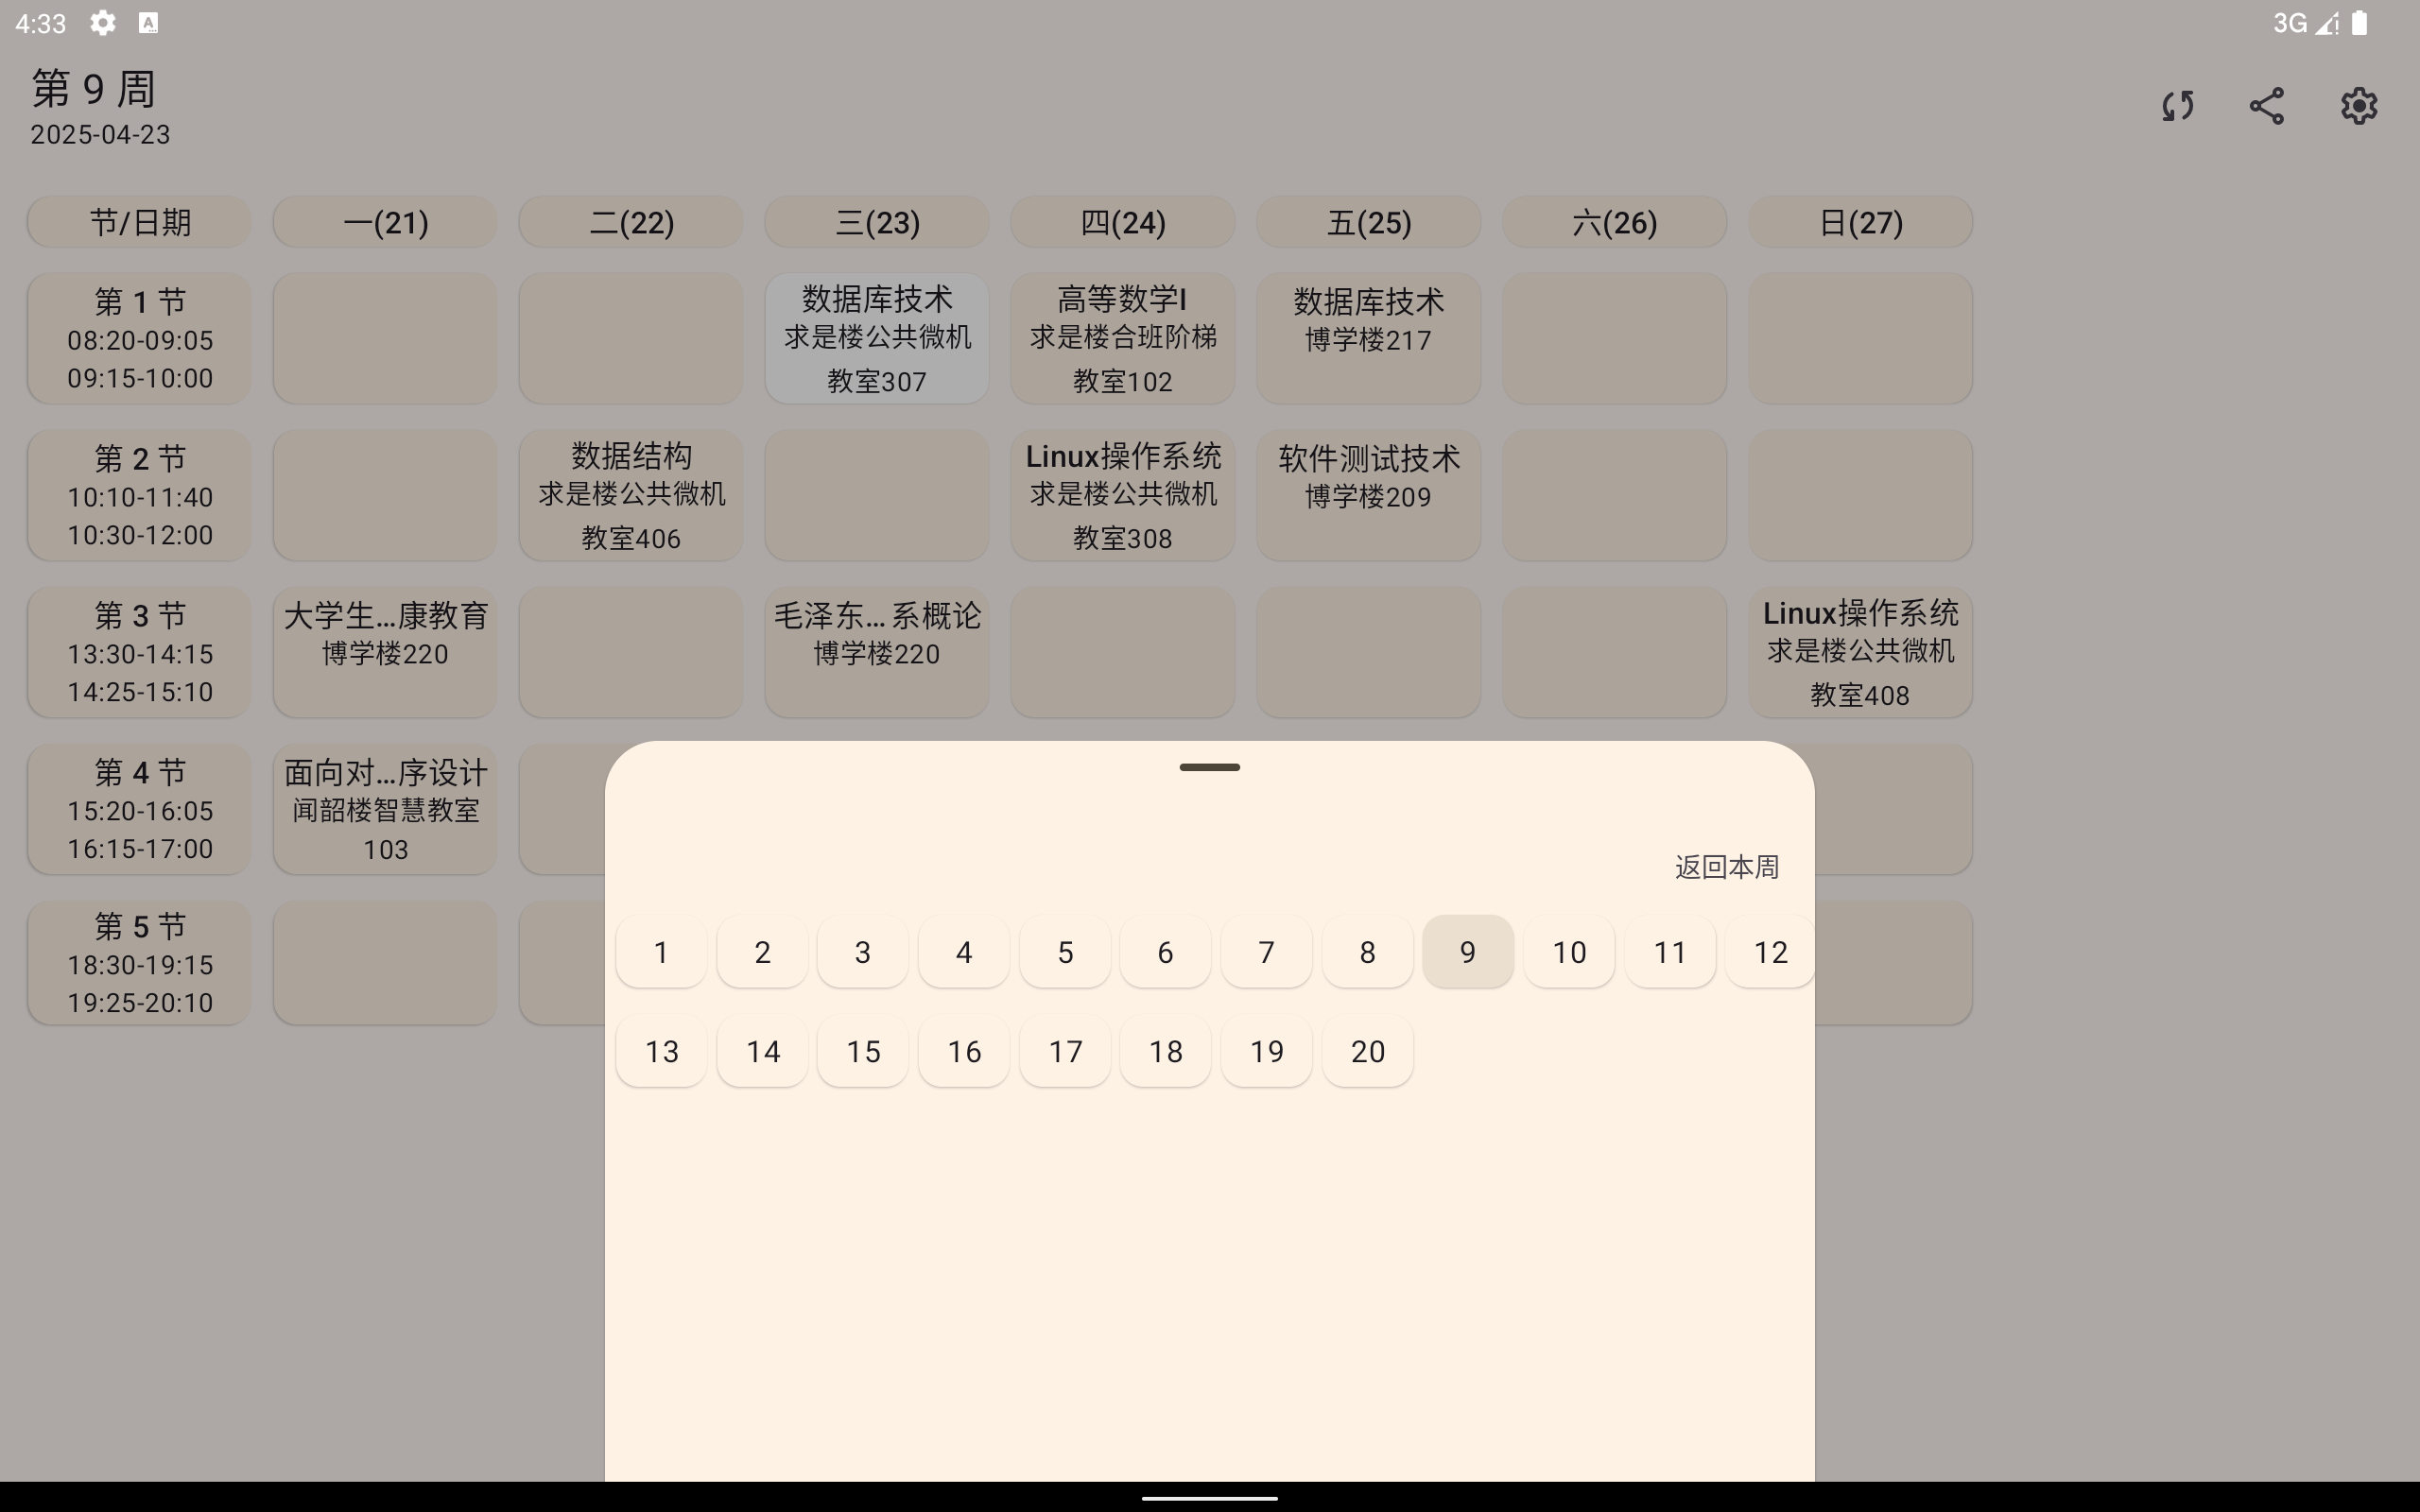 4:33
3G
第 9 周
2025-04-23
节/日期 一(21) 二(22) 三(23) 四(24) 五(25) 六(26) 日(27)
第 1 节
08:20-09:05
09:15-10:00
数据库技术
求是楼公共微机
教室307
高等数学I
求是楼合班阶梯
教室102
数据库技术
博学楼217
第 2 节
10:10-11:40
10:30-12:00
数据结构
求是楼公共微机
教室406
Linux操作系统
求是楼公共微机
教室308
软件测试技术
博学楼209
第 3 节
13:30-14:15
14:25-15:10
大学生...康教育
博学楼220
毛泽东... 系概论
博学楼220
Linux操作系统
求是楼公共微机
教室408
第 4 节
15:20-16:05
16:15-17:00
面向对...序设计
闻韶楼智慧教室
103
第 5 节
18:30-19:15
19:25-20:10
返回本周
1 2 3 4 5 6 7 8 9 10 11 12
13 14 15 16 17 18 19 20